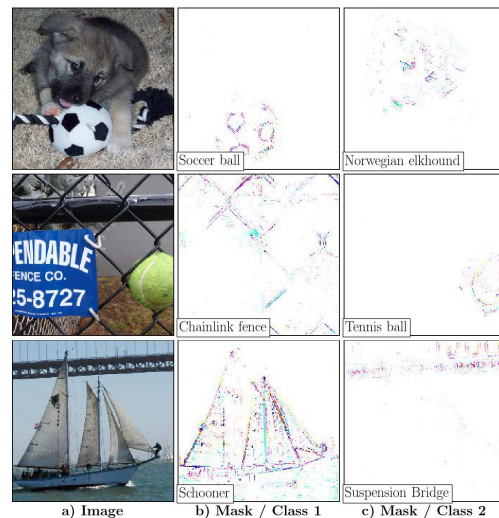 Soccer ball
Norwegian elkhound
PENDABLE
FENCE CO.
25-8727
Chainlink fence
Tennis ball
Schooner
Suspension Bridge
a) Image
b) Mask / Class 1
c) Mask / Class 2